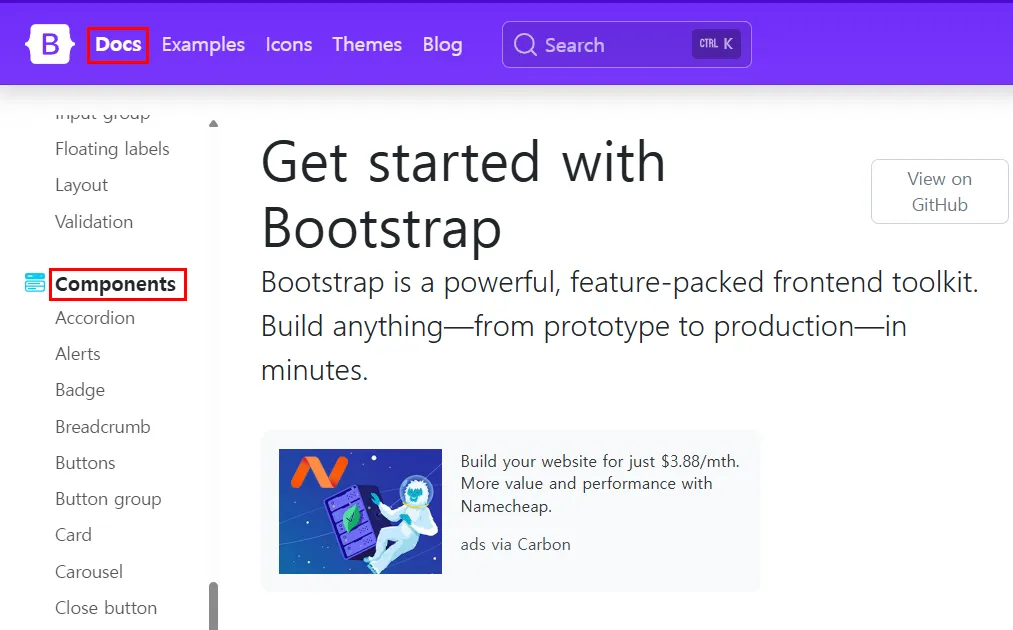 B Docs Examples Icons Themes Blog Search CTRL K
Input group
Floating labels
Layout
Validation
Components
Accordion
Alerts
Badge
Breadcrumb
Buttons
Button group
Card
Carousel
Close button
Get started with
Bootstrap
View on
GitHub
Bootstrap is a powerful, feature-packed frontend toolkit.
Build anything—from prototype to production—in
minutes.
Build your website for just $3.88/mth.
More value and performance with
Namecheap.
ads via Carbon